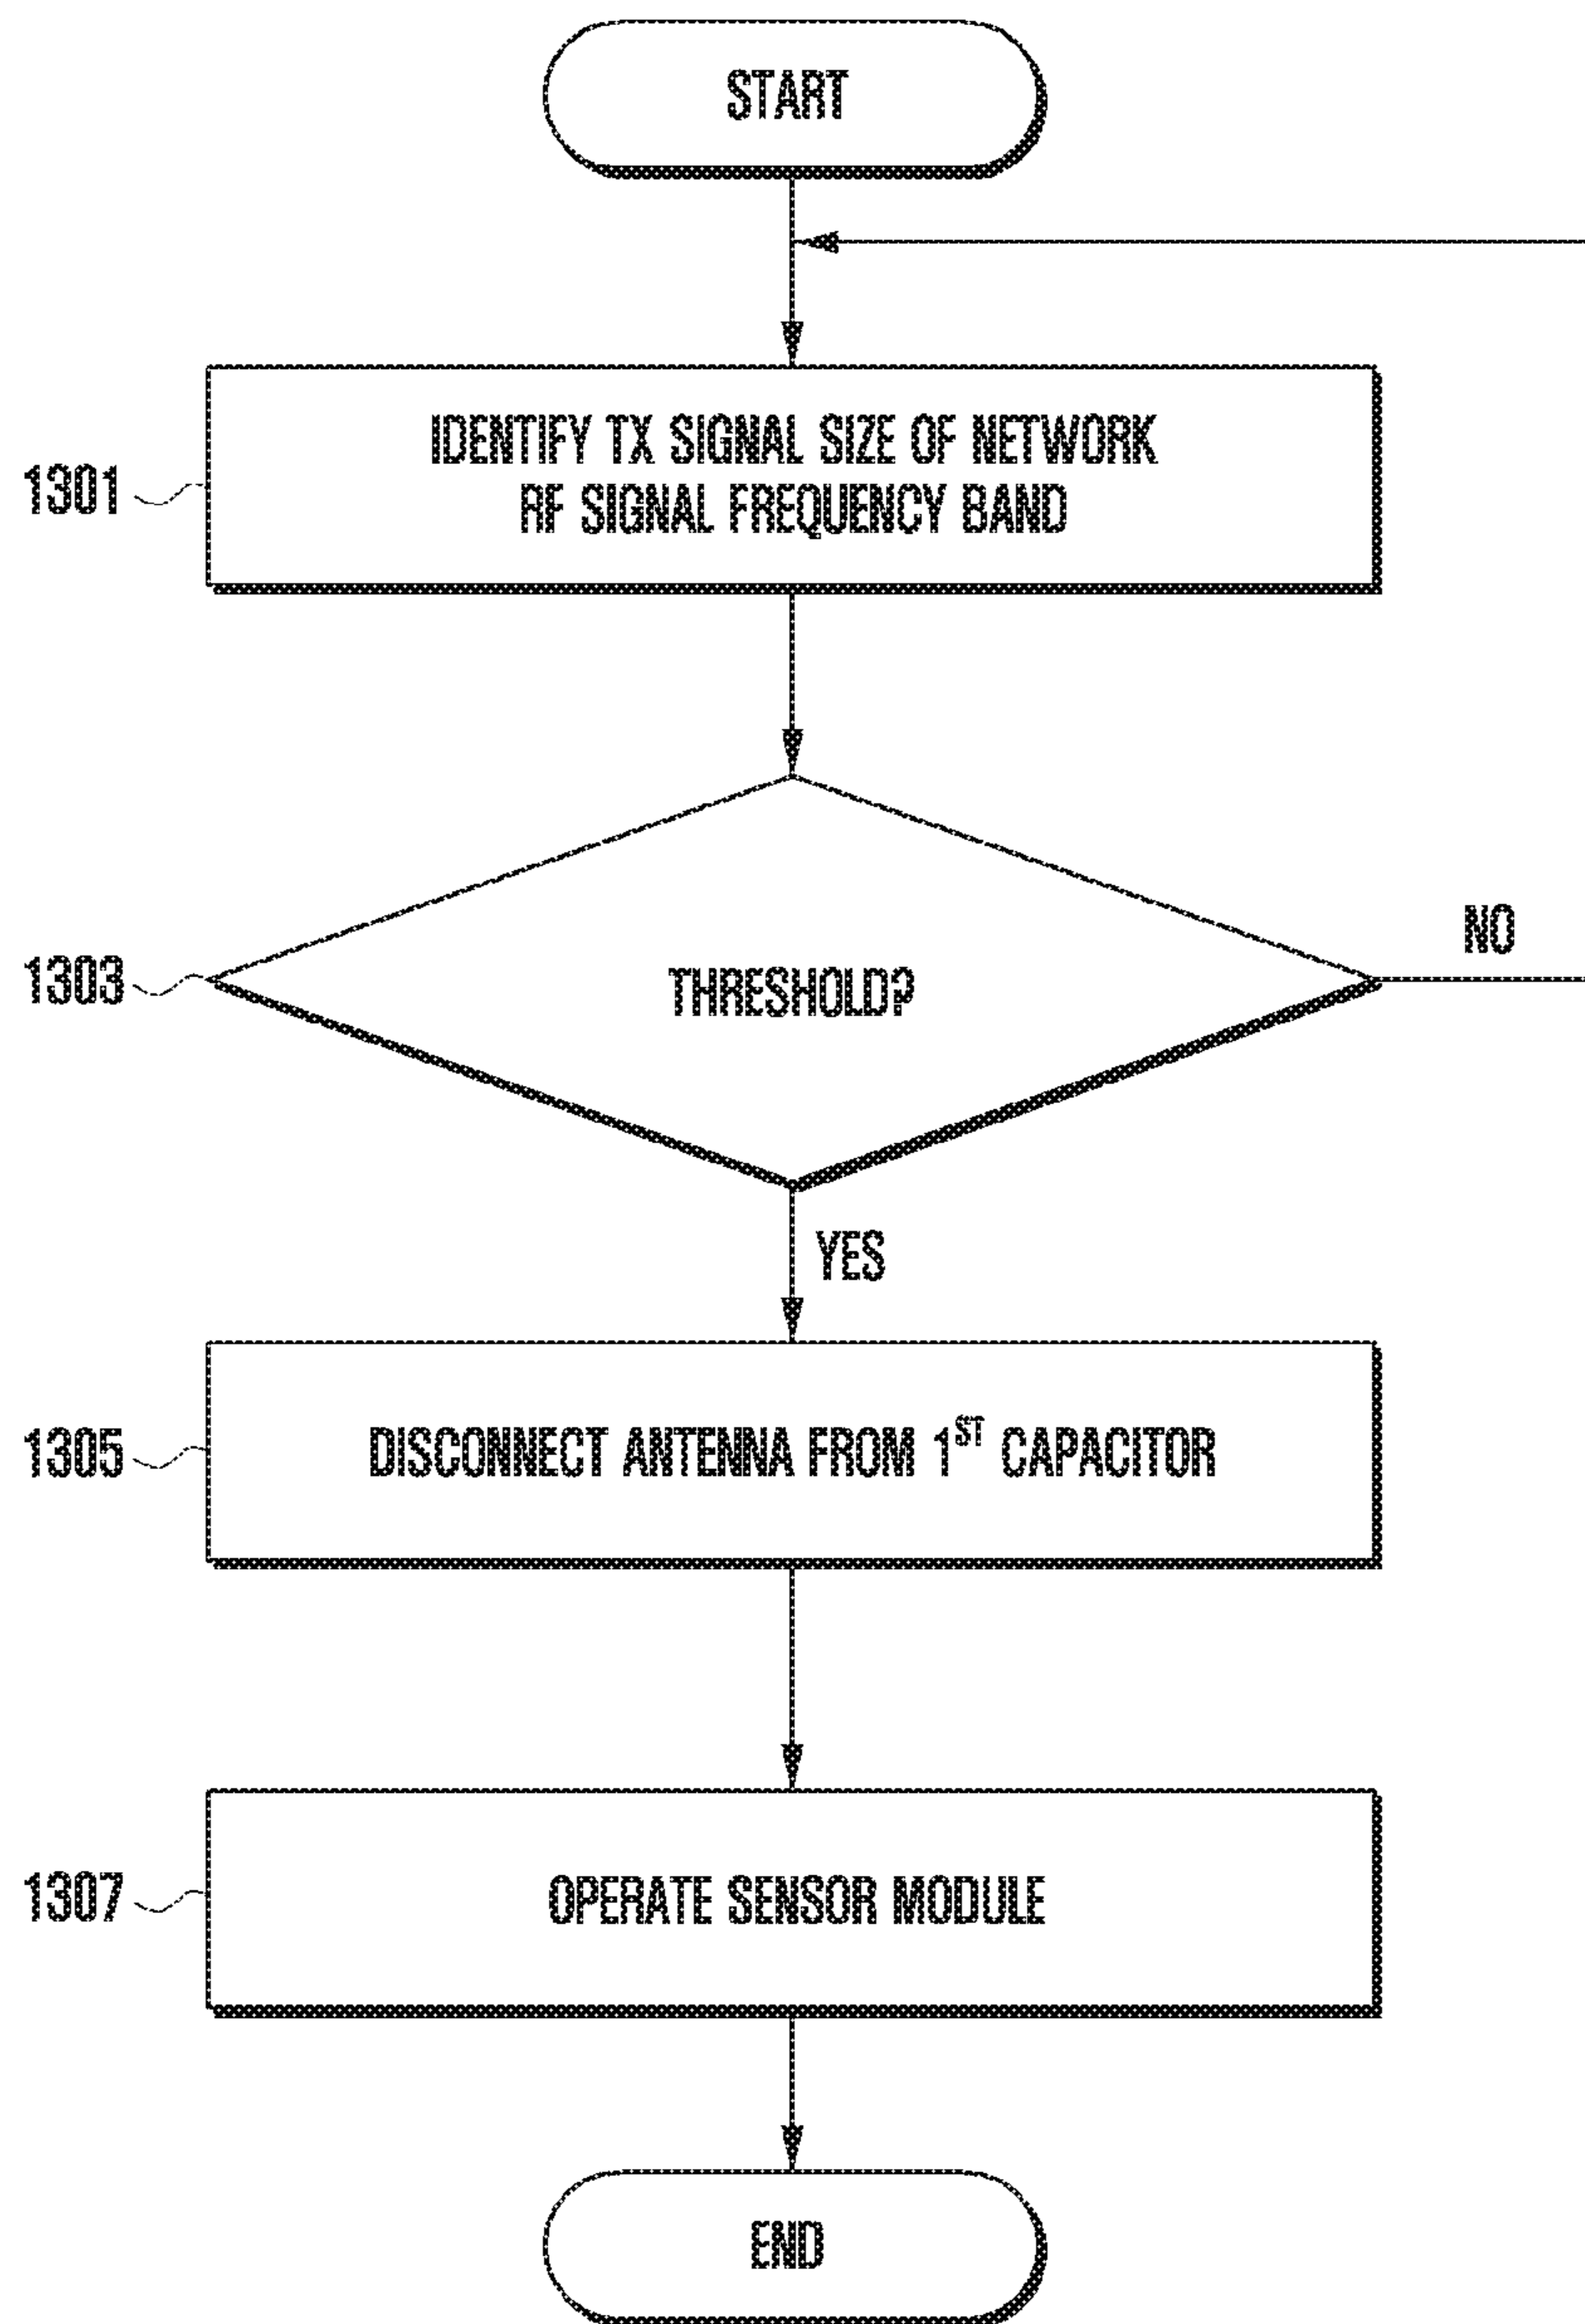 START
1301
IDENTIFY TX SIGNAL SIZE OF NETWORK
RF SIGNAL FREQUENCY BAND
1303
THRESHOLD?
NO
YES
1305
DISCONNECT ANTENNA FROM 1ST CAPACITOR
1307
OPERATE SENSOR MODULE
END